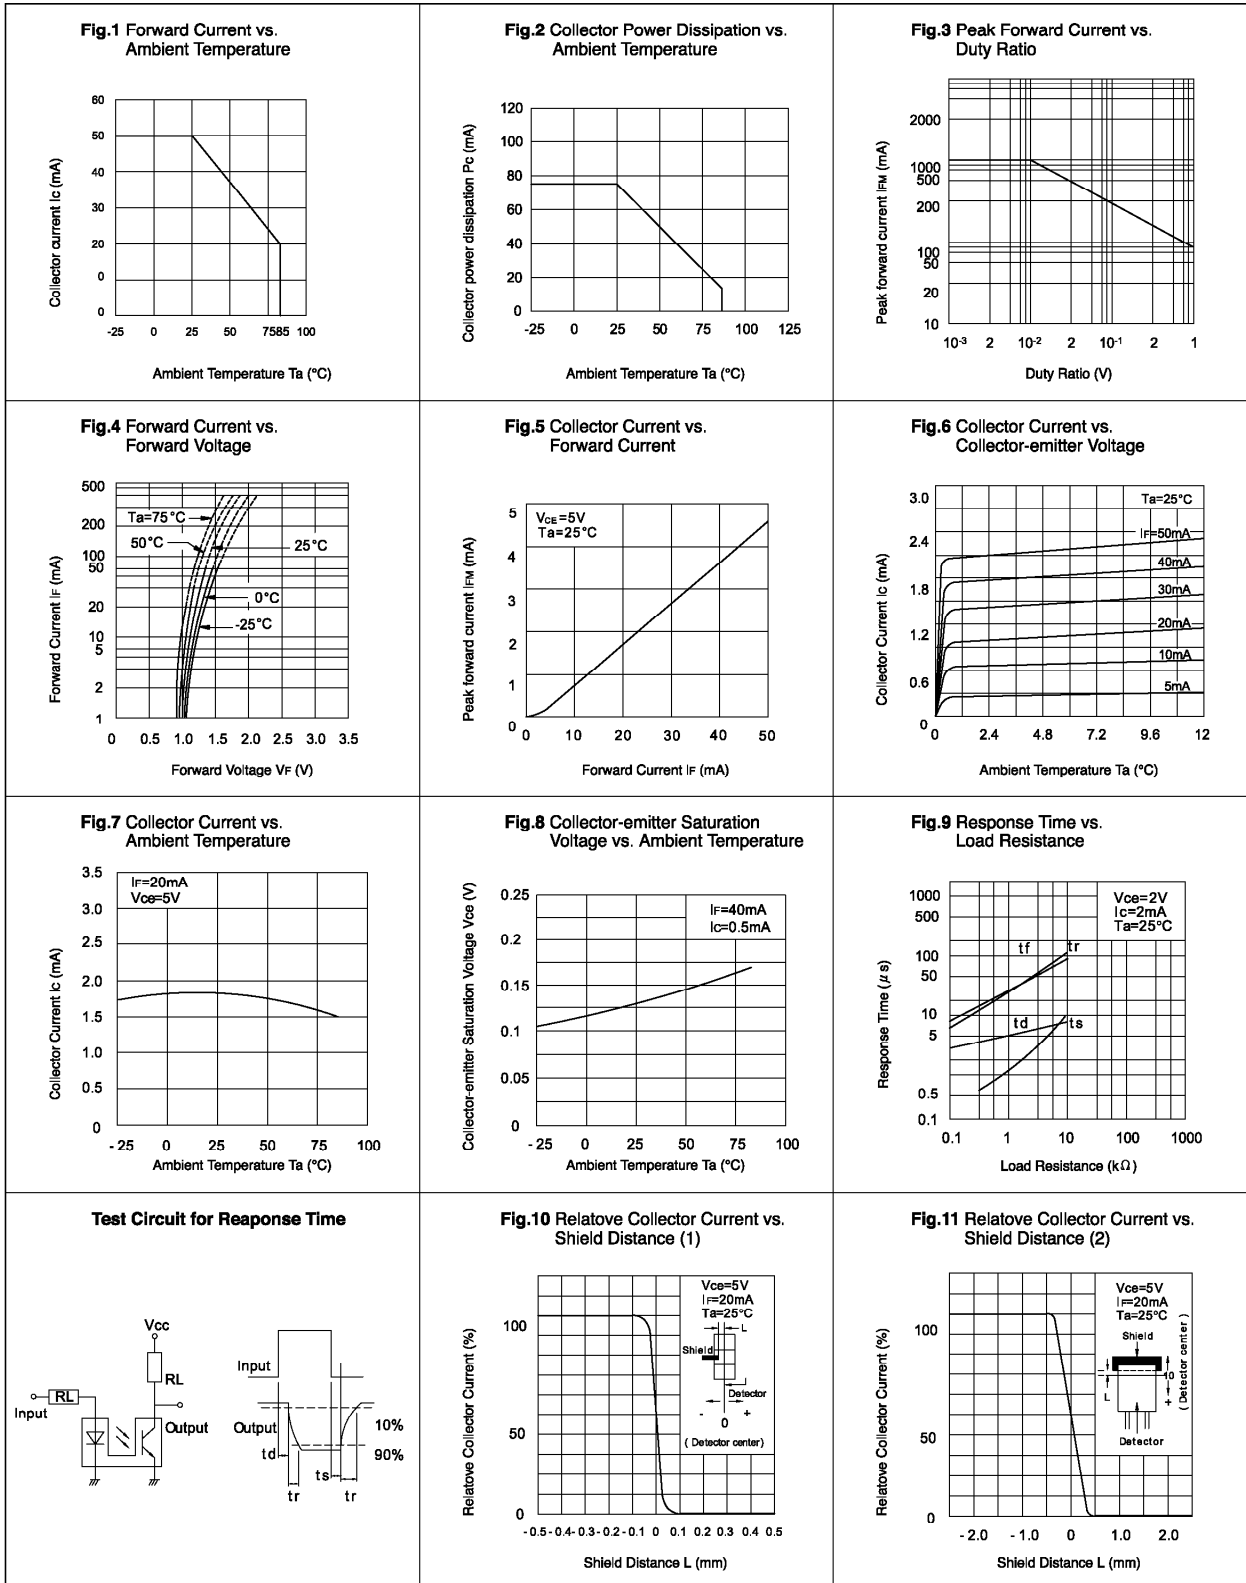 Fig.1 Forward Current vs.
Ambient Temperature
60
50
40
30
20
0
0
-25 0 25 50 7585 100
Collector current Ic (mA)
Ambient Temperature Ta (°C)
Fig.2 Collector Power Dissipation vs.
Ambient Temperature
120
100
80
60
40
20
0
-25 0 25 50 75 100 125
Collector power dissipation Pc (mA)
Ambient Temperature Ta (°C)
Fig.3 Peak Forward Current vs.
Duty Ratio
2000
1000
500
200
100
50
20
10
10-3 2 10-2 2 10-1 2 1
Peak forward current IFM (mA)
Duty Ratio (V)
Fig.4 Forward Current vs.
Forward Voltage
500
200
100
50
20
10
5
2
1
Ta=75°C
50°C
25°C
0°C
-25°C
0 0.5 1.0 1.5 2.0 3.0 3.5
Forward Current IF (mA)
Forward Voltage VF (V)
Fig.5 Collector Current vs.
Forward Current
VCE=5V
Ta=25°C
5
4
3
2
1
0
0 10 20 30 40 50
Peak forward current IFM (mA)
Forward Current IF (mA)
Fig.6 Collector Current vs.
Collector-emitter Voltage
Ta=25°C
IF=50mA
40mA
30mA
20mA
10mA
5mA
3.0
2.4
1.8
1.2
0.6
0
0 2.4 4.8 7.2 9.6 12
Collector Current Ic (mA)
Ambient Temperature Ta (°C)
Fig.7 Collector Current vs.
Ambient Temperature
IF=20mA
Vce=5V
3.5
3.0
2.5
2.0
1.5
1.0
0.5
0
- 25 0 25 50 75 100
Collector Current Ic (mA)
Ambient Temperature Ta (°C)
Fig.8 Collector-emitter Saturation
Voltage vs. Ambient Temperature
IF=40mA
Ic=0.5mA
0.25
0.2
0.15
0.1
0.05
0
- 25 0 25 50 75 100
Collector-emitter Saturation Voltage Vce (V)
Ambient Temperature Ta (°C)
Fig.9 Response Time vs.
Load Resistance
Vce=2V
Ic=2mA
Ta=25°C
tf tr
td ts
1000
500
100
50
10
5
0.5
0.1
0.1 1 10 100 1000
Response Time (μs)
Load Resistance (kΩ)
Test Circuit for Reaponse Time
Vcc
RL
RL
Input
Output
Input
Output
10%
90%
td
tr
ts
tr
Fig.10 Relatove Collector Current vs.
Shield Distance (1)
Vce=5V
IF=20mA
Ta=25°C
L
Shield
Detector
- 0 +
( Detector center)
100
50
0
- 0.5- 0.4- 0.3- 0.2- 0.1 0 0.1 0.2 0.3 0.4 0.5
Relatove Collector Current (%)
Shield Distance L (mm)
Fig.11 Relatove Collector Current vs.
Shield Distance (2)
Vce=5V
IF=20mA
Ta=25°C
Shield
L
10
+
( Detector center )
Detector
100
50
0
- 2.0 - 1.0 0 1.0 2.0
Relatove Collector Current (%)
Shield Distance L (mm)